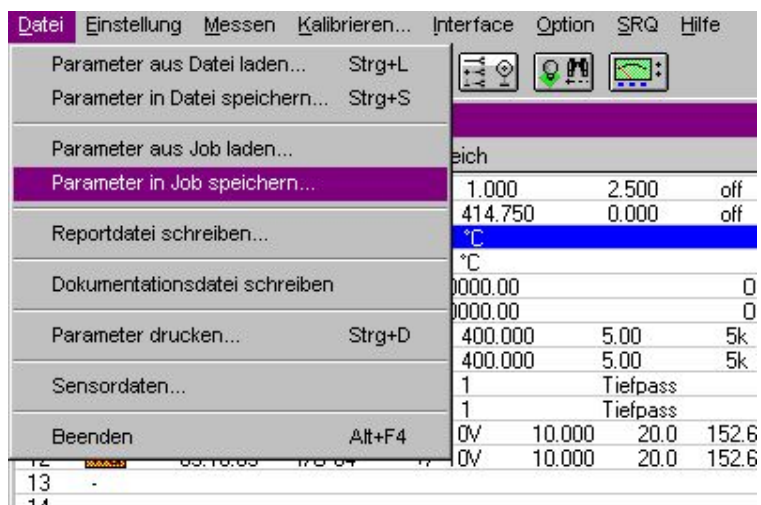 Datei Einstellung Messen Kalibrieren... Interface Option SRQ Hilfe
Parameter aus Datei laden... Strg+L
Parameter in Datei speichern... Strg+S
Parameter aus Job laden...
eich
Parameter in Job speichern...
1.000 2.500 off
414.750 0.000 off
Reportdatei schreiben...
°C
°C
Dokumentationsdatei schreiben
0000.00 0
0000.00 0
Parameter drucken... Strg+D
400.000 5.00 5k
400.000 5.00 5k
Sensordaten...
1 Tiefpass
1 Tiefpass
Beenden Alt+F4
0V 10.000 20.0 152.6
12 10V 10.000 20.0 152.6
13 -
14